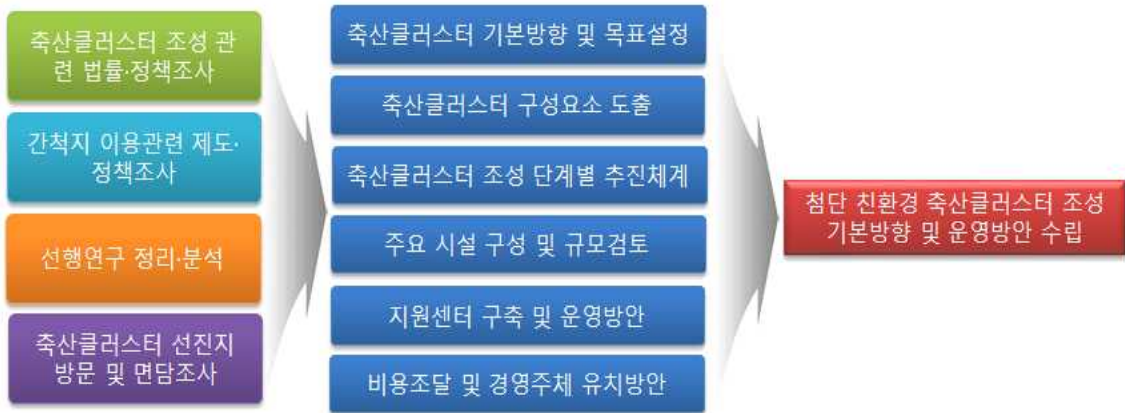 축산클러스터 조성 관
련 법률·정책조사
간척지 이용관련 제도·
정책조사
선행연구 정리·분석
축산클러스터 선진지
방문 및 면담조사
축산클러스터 기본방향 및 목표설정
축산클러스터 구성요소 도출
축산클러스터 조성 단계별 추진체계
주요 시설 구성 및 규모검토
지원센터 구축 및 운영방안
비용조달 및 경영주체 유치방안
첨단 친환경 축산클러스터 조성
기본방향 및 운영방안 수립